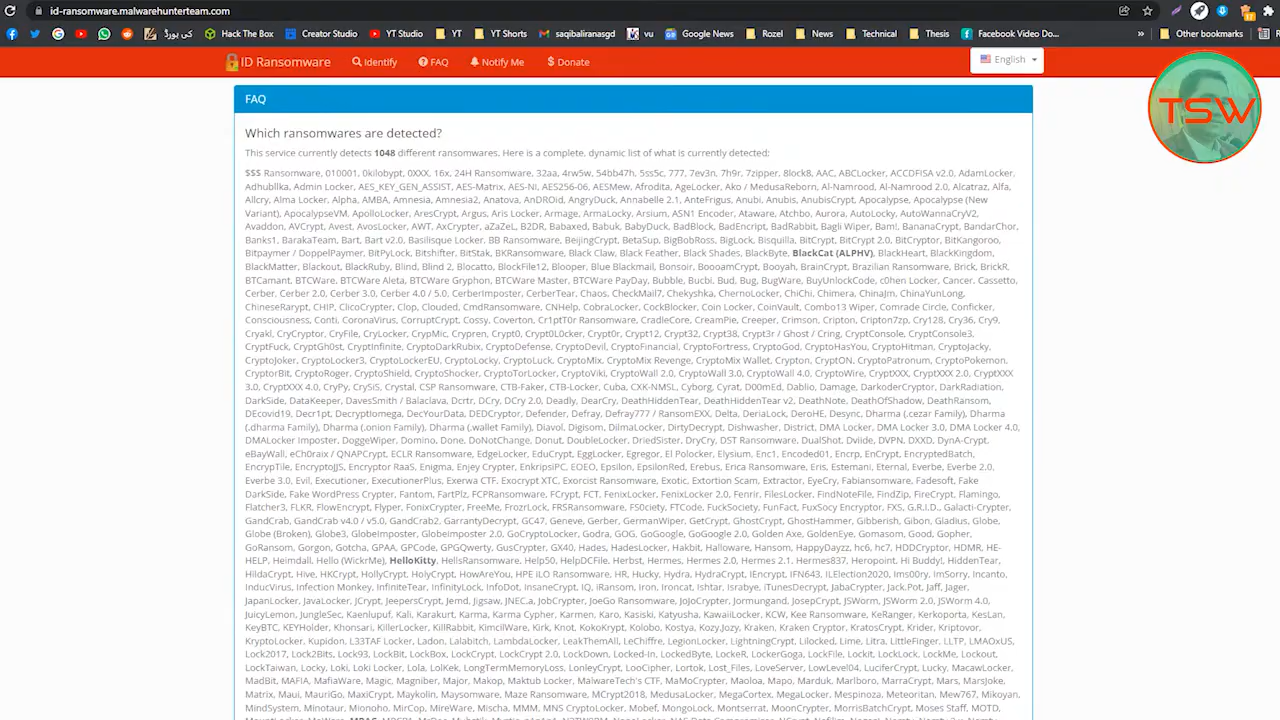 id-ransomware.malwarehunterteam.com
Hack The Box Creator Studio YT Studio YT YT Shorts saqibaliranasgd vu Google News Rozel News Technical Thesis Facebook Video Do... » Other bookmarks
کی بورڈ
ID Ransomware Identify FAQ Notify Me Donate English
TSW
FAQ
Which ransomwares are detected?
This service currently detects 1048 different ransomwares. Here is a complete, dynamic list of what is currently detected:
$$$ Ransomware, 010001, 0kilobypt, 0XXX, 16x, 24H Ransomware, 32aa, 4rw5w, 54bb47h, 5ss5c, 777, 7ev3n, 7h9r, 7zipper, 8lock8, AAC, ABCLocker, ACCDFISA v2.0, AdamLocker,
Adhubllka, Admin Locker, AES_KEY_GEN_ASSIST, AES-Matrix, AES-NI, AES256-06, AESMew, Afrodita, AgeLocker, Ako / MedusaReborn, Al-Namrood, Al-Namrood 2.0, Alcatraz, Alfa,
Allcry, Alma Locker, Alpha, AMBA, Amnesia, Amnesia2, Anatova, AnDROid, AngryDuck, Annabelle 2.1, AnteFrigus, Anubi, Anubis, AnubisCrypt, Apocalypse, Apocalypse (New
Variant), ApocalypseVM, ApolloLocker, AresCrypt, Argus, Aris Locker, Armage, ArmaLocky, Arsium, ASN1 Encoder, Ataware, Atchbo, Aurora, AutoLocky, AutoWannaCryV2,
Avaddon, AVCrypt, Avest, AvosLocker, AWT, AxCrypter, aZaZeL, B2DR, Babaxed, Babuk, BabyDuck, BadBlock, BadEncript, BadRabbit, Bagli Wiper, Bam!, BananaCrypt, BandarChor,
Banks1, BarakaTeam, Bart, Bart v2.0, Basilisque Locker, BB Ransomware, BeijingCrypt, BetaSup, BigBobRoss, BigLock, Bisquilla, BitCrypt, BitCrypt 2.0, BitCryptor, BitKangoroo,
Bitpaymer / DoppelPaymer, BitPyLock, Bitshifter, BitStak, BKRansomware, Black Claw, Black Feather, Black Shades, BlackByte, BlackCat (ALPHV), BlackHeart, BlackKingdom,
BlackMatter, Blackout, BlackRuby, Blind, Blind 2, Blocatto, BlockFile12, Blooper, Blue Blackmail, Bonsoir, BoooamCrypt, Booyah, BrainCrypt, Brazilian Ransomware, Brick, BrickR,
BTCamant, BTCWare, BTCWare Aleta, BTCWare Gryphon, BTCWare Master, BTCWare PayDay, Bubble, Bucbi, Bud, Bug, BugWare, BuyUnlockCode, c0hen Locker, Cancer, Cassetto,
Cerber, Cerber 2.0, Cerber 3.0, Cerber 4.0 / 5.0, CerberImposter, CerberTear, Chaos, CheckMail7, Chekyshka, ChernoLocker, ChiChi, Chimera, ChinaJm, ChinaYunLong,
ChineseRarypt, CHIP, ClicoCrypter, Clop, Clouded, CmdRansomware, CNHelp, CobraLocker, CockBlocker, Coin Locker, CoinVault, Combo13 Wiper, Comrade Circle, Conficker,
Consciousness, Conti, CoronaVirus, CorruptCrypt, Cossy, Coverton, Cr1ptT0r Ransomware, CradleCore, CreamPie, Creeper, Crimson, Cripton, Cripton7zp, Cry128, Cry36, Cry9,
Cryakl, CryCryptor, CryFile, CryLocker, CrypMic, Crypren, Crypt0, Crypt0L0cker, Crypt0r, Crypt12, Crypt32, Crypt38, Crypt3r / Ghost / Cring, CryptConsole, CryptConsole3,
CryptFuck, CryptGh0st, CryptInfinite, CryptoDarkRubix, CryptoDefense, CryptoDevil, CryptoFinancial, CryptoFortress, CryptoGod, CryptoHasYou, CryptoHitman, CryptoJacky,
CryptoJoker, CryptoLocker3, CryptoLockerEU, CryptoLocky, CryptoLuck, CryptoMix, CryptoMix Revenge, CryptoMix Wallet, Crypton, CryptON, CryptoPatronum, CryptoPokemon,
CryptorBit, CryptoRoger, CryptoShield, CryptoShocker, CryptoTorLocker, CryptoViki, CryptoWall 2.0, CryptoWall 3.0, CryptoWall 4.0, CryptoWire, CryptXXX, CryptXXX 2.0, CryptXXX
3.0, CryptXXX 4.0, CryPy, CrySiS, Crystal, CSP Ransomware, CTB-Faker, CTB-Locker, Cuba, CXK-NMSL, Cyborg, Cyrat, D00mEd, Dablio, Damage, DarkoderCryptor, DarkRadiation,
DarkSide, DataKeeper, DavesSmith / Balaclava, Dcrtr, DCry, DCry 2.0, Deadly, DearCry, DeathHiddenTear, DeathHiddenTear v2, DeathNote, DeathOfShadow, DeathRansom,
DEcovid19, Decr1pt, DecryptIomega, DecYourData, DEDCryptor, Defender, Defray, Defray777 / RansomEXX, Delta, DeriaLock, DeroHE, Desync, Dharma (.cezar Family), Dharma
(.dharma Family), Dharma (.onion Family), Dharma (.wallet Family), Diavol, Digisom, DilmaLocker, DirtyDecrypt, Dishwasher, District, DMA Locker, DMA Locker 3.0, DMA Locker 4.0,
DMALocker Imposter, DoggeWiper, Domino, Done, DoNotChange, Donut, DoubleLocker, DriedSister, DryCry, DST Ransomware, DualShot, Dviide, DVPN, DXXD, DynA-Crypt,
eBayWall, eCh0raix / QNAPCrypt, ECLR Ransomware, EdgeLocker, EduCrypt, EggLocker, Egregor, El Polocker, Elysium, Enc1, Encoded01, Encrp, EnCrypt, EncryptedBatch,
EncrypTile, EncryptoJJS, Encryptor RaaS, Enigma, Enjey Crypter, EnkripsiPC, EOEO, Epsilon, EpsilonRed, Erebus, Erica Ransomware, Eris, Estemani, Eternal, Everbe, Everbe 2.0,
Everbe 3.0, Evil, Executioner, ExecutionerPlus, Exerwa CTF, Exocrypt XTC, Exorcist Ransomware, Exotic, Extortion Scam, Extractor, EyeCry, Fabiansomware, Fadesoft, Fake
DarkSide, Fake WordPress Crypter, Fantom, FartPlz, FCPRansomware, FCrypt, FCT, FenixLocker, FenixLocker 2.0, Fenrir, FilesLocker, FindNoteFile, FindZip, FireCrypt, Flamingo,
Flatcher3, FLKR, FlowEncrypt, Flyper, FonixCrypter, FreeMe, FrozrLock, FRSRansomware, FS0ciety, FTCode, FuckSociety, FunFact, FuxSocy Encryptor, FXS, G.R.I.D., Galacti-Crypter,
GandCrab, GandCrab v4.0 / v5.0, GandCrab2, GarrantyDecrypt, GC47, Geneve, Gerber, GermanWiper, GetCrypt, GhostCrypt, GhostHammer, Gibberish, Gibon, Gladius, Globe,
Globe (Broken), Globe3, GlobeImposter, GlobeImposter 2.0, GoCryptoLocker, Godra, GOG, GoGoogle, GoGoogle 2.0, Golden Axe, GoldenEye, Gomasom, Good, Gopher,
GoRansom, Gorgon, Gotcha, GPAA, GPCode, GPGQwerty, GusCrypter, GX40, Hades, HadesLocker, Hakbit, Halloware, Hansom, HappyDayzz, hc6, hc7, HDDCryptor, HDMR, HE-
HELP, Heimdall, Hello (WickrMe), HelloKitty, HellsRansomware, Help50, HelpDCFile, Herbst, Hermes, Hermes 2.0, Hermes 2.1, Hermes837, Heropoint, Hi Buddy!, HiddenTear,
HildaCrypt, Hive, HKCrypt, HollyCrypt, HolyCrypt, HowAreYou, HPE iLO Ransomware, HR, Hucky, Hydra, HydraCrypt, IEncrypt, IFN643, ILElection2020, Ims00ry, ImSorry, Incanto,
InducVirus, Infection Monkey, InfiniteTear, InfinityLock, InfoDot, InsaneCrypt, IQ, iRansom, Iron, Ironcat, Ishtar, Israbye, iTunesDecrypt, JabaCrypter, Jack.Pot, Jaff, Jager,
JapanLocker, JavaLocker, JCrypt, JeepersCrypt, Jemd, Jigsaw, JNEC.a, JobCrypter, JoeGo Ransomware, JoJoCrypter, Jormungand, JosepCrypt, JSWorm, JSWorm 2.0, JSWorm 4.0,
JuicyLemon, JungleSec, Kaenlupuf, Kali, Karakurt, Karma, Karma Cypher, Karmen, Karo, Kasiski, Katyusha, KawaiiLocker, KCW, Kee Ransomware, KeRanger, Kerkoporta, KesLan,
KeyBTC, KEYHolder, Khonsari, KillerLocker, KillRabbit, KimcilWare, Kirk, Knot, KokoKrypt, Kolobo, Kostya, Kozy.Jozy, Kraken, Kraken Cryptor, KratosCrypt, Krider, Kriptovor,
KryptoLocker, Kupidon, L33TAF Locker, Ladon, Lalabitch, LambdaLocker, LeakThemAll, LeChiffre, LegionLocker, LightningCrypt, Lilocked, Lime, Litra, LittleFinger, LLTP, LMAOxUS,
Lock2017, Lock2Bits, Lock93, LockBit, LockBox, LockCrypt, LockCrypt 2.0, LockDown, Locked-In, LockedByte, LockeR, LockerGoga, LockFile, Lockit, LockLock, LockMe, Lockout,
LockTaiwan, Locky, Loki, Loki Locker, Lola, LolKek, LongTermMemoryLoss, LonleyCrypt, LooCipher, Lortok, Lost_Files, LoveServer, LowLevel04, LuciferCrypt, Lucky, MacawLocker,
MadBit, MAFIA, MafiaWare, Magic, Magniber, Major, Makop, Maktub Locker, MalwareTech's CTF, MaMoCrypter, Maoloa, Mapo, Marduk, Marlboro, MarraCrypt, Mars, MarsJoke,
Matrix, Maui, MauriGo, MaxiCrypt, Maykolin, Maysomware, Maze Ransomware, MCrypt2018, MedusaLocker, MegaCortex, MegaLocker, Mespinoza, Meteoritan, Mew767, Mikoyan,
MindSystem, Minotaur, Mionoho, MirCop, MireWare, Mischa, MMM, MNS CryptoLocker, Mobef, MongoLock, Montserrat, MoonCrypter, MorrisBatchCrypt, Moses Staff, MOTD,